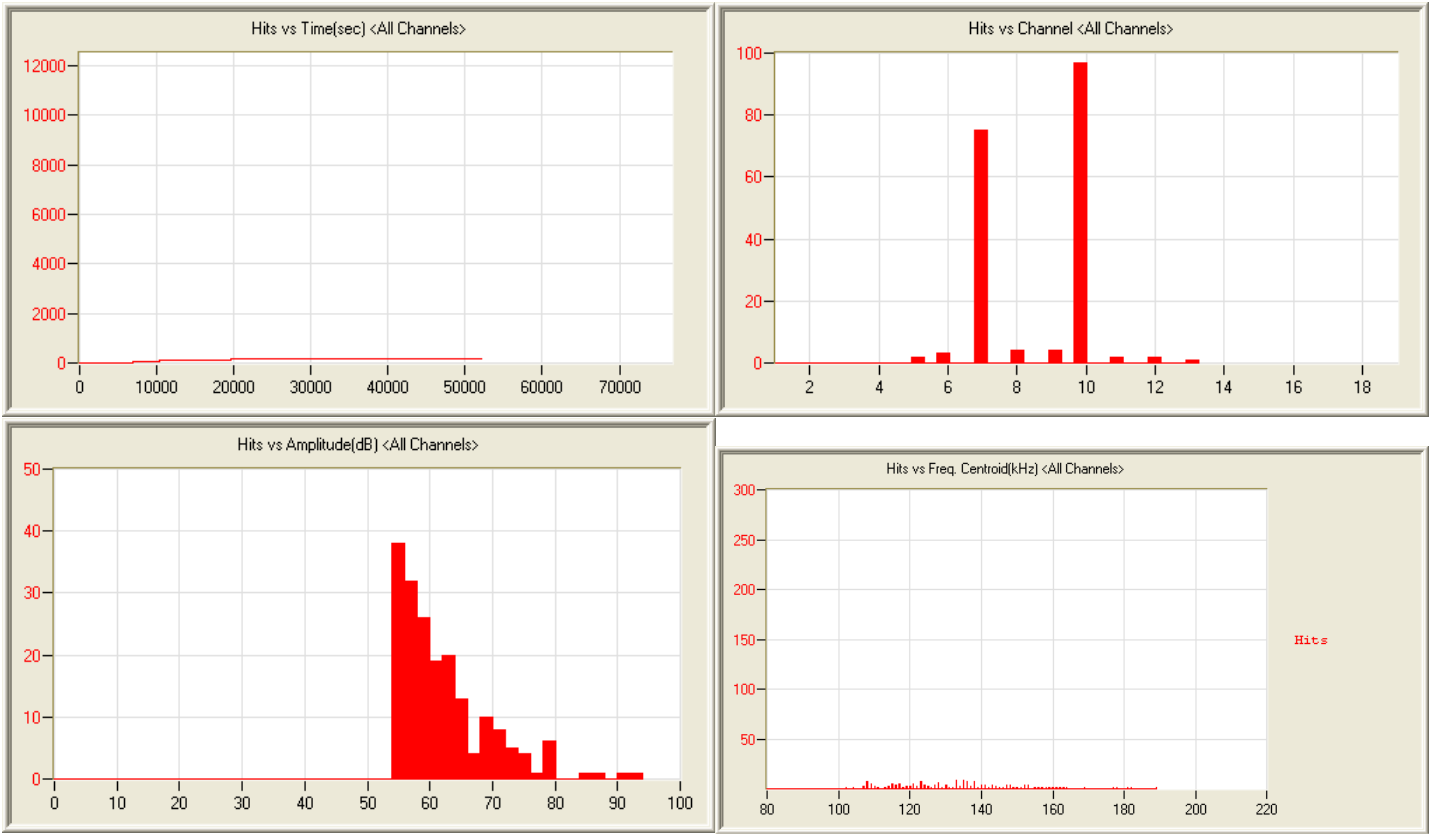 Hits vs Time(sec) <All Channels>
12000
10000
8000
6000
4000
2000
0
0 10000 20000 30000 40000 50000 60000 70000
Hits vs Channel <All Channels>
100
80
60
40
20
0
2 4 6 8 10 12 14 16 18
Hits vs Amplitude(dB) <All Channels>
50
40
30
20
10
0
0 10 20 30 40 50 60 70 80 90 100
Hits vs Freq. Centroid(kHz) <All Channels>
300
250
200
150
100
50
80 100 120 140 160 180 200 220
Hits